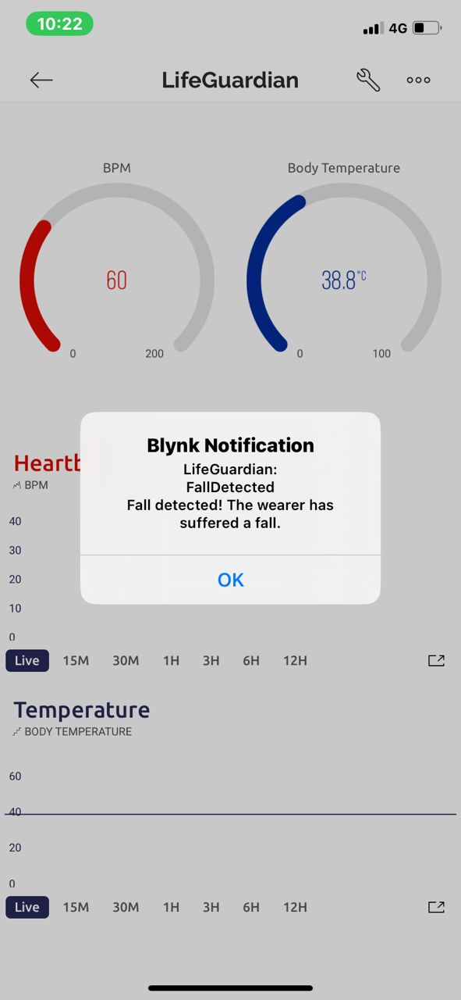 10:22
4G
LifeGuardian
BPM
Body Temperature
60
38.8°C
0
200
0
100
Blynk Notification
LifeGuardian:
FallDetected
Fall detected! The wearer has
suffered a fall.
OK
Heartb
BPM
40
30
20
10
0
Live 15M 30M 1H 3H 6H 12H
Temperature
BODY TEMPERATURE
60
40
20
0
Live 15M 30M 1H 3H 6H 12H